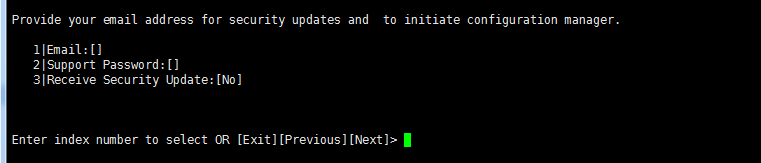 Provide your email address for security updates and  to initiate configuration manager.
1|Email:[]
2|Support Password:[]
3|Receive Security Update:[No]
Enter index number to select OR [Exit][Previous][Next]>